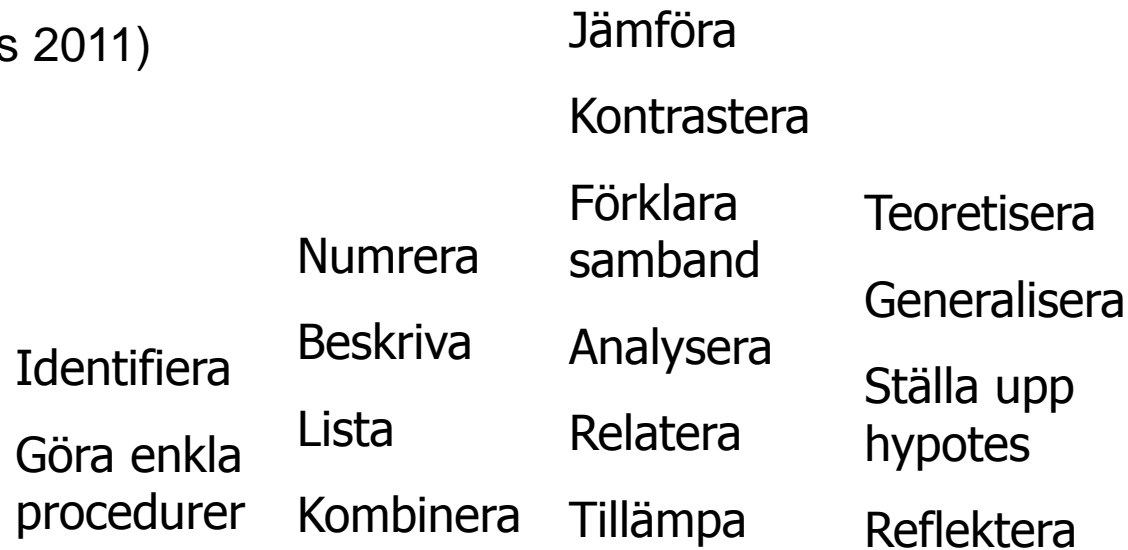 s 2011)
Identifiera
Göra enkla
procedurer
Numrera
Beskriva
Lista
Kombinera
Jämföra
Kontrastera
Förklara
samband
Analysera
Relatera
Tillämpa
Teoretisera
Generalisera
Ställa upp
hypotes
Reflektera